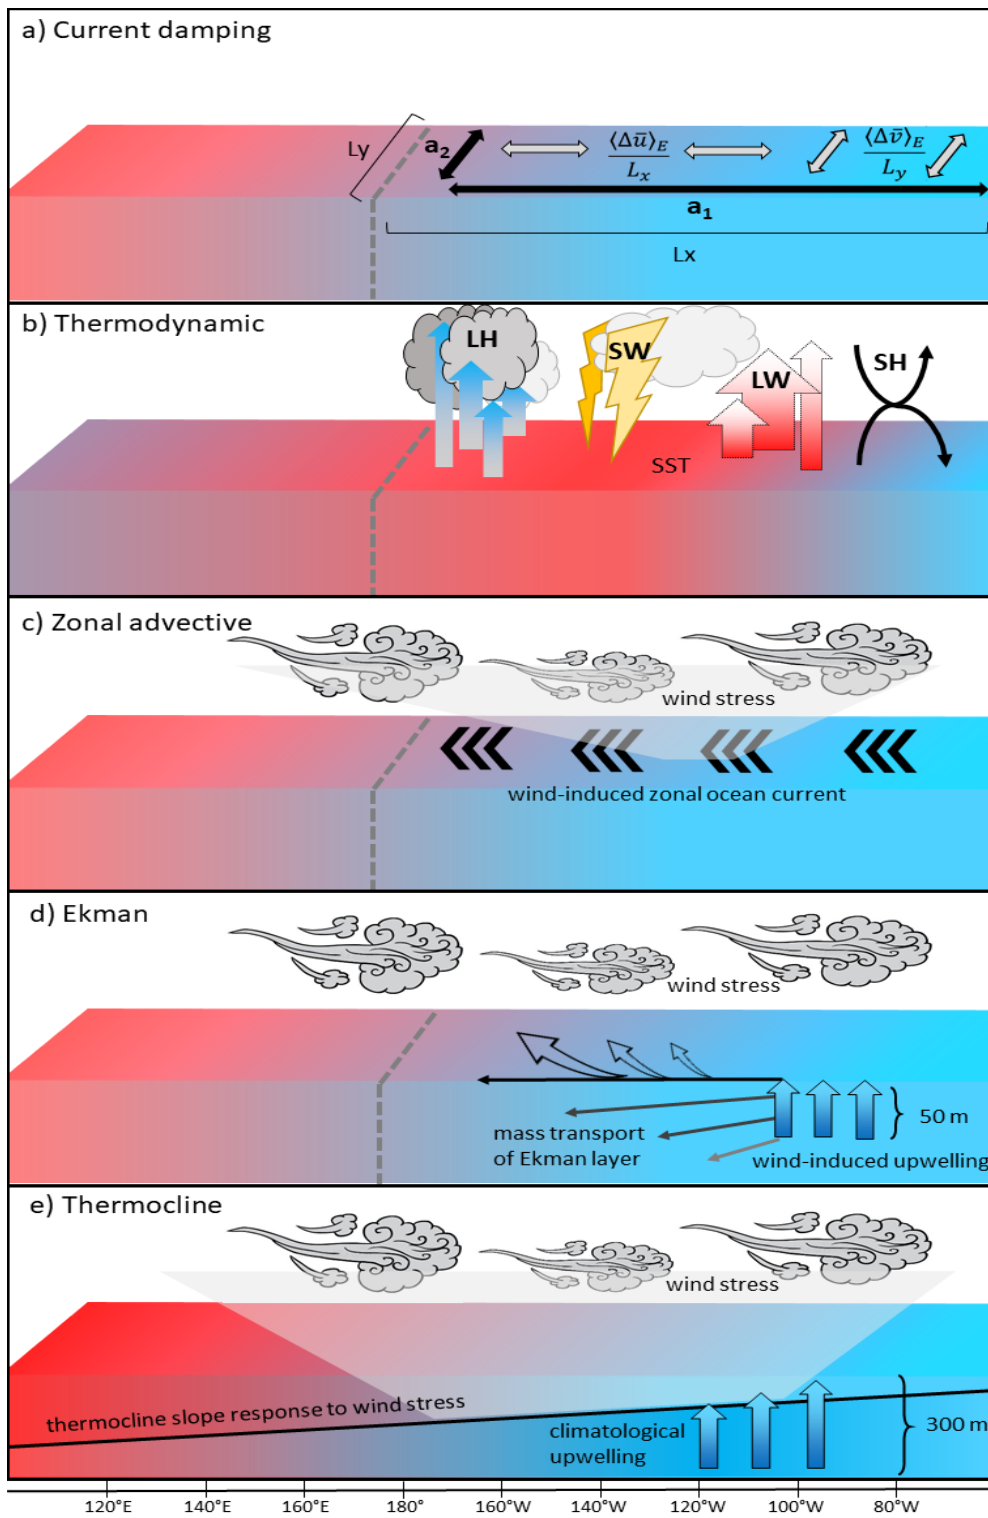 a) Current damping
Ly
a₂
⟨Δū⟩E
Lx
⟨Δv̄⟩E
Ly
a₁
Lx
b) Thermodynamic
LH
SW
LW
SH
SST
c) Zonal advective
wind stress
wind-induced zonal ocean current
d) Ekman
wind stress
mass transport
of Ekman layer
50 m
wind-induced upwelling
e) Thermocline
wind stress
thermocline slope response to wind stress
climatological
upwelling
300 m
120°E 140°E 160°E 180° 160°W 140°W 120°W 100°W 80°W